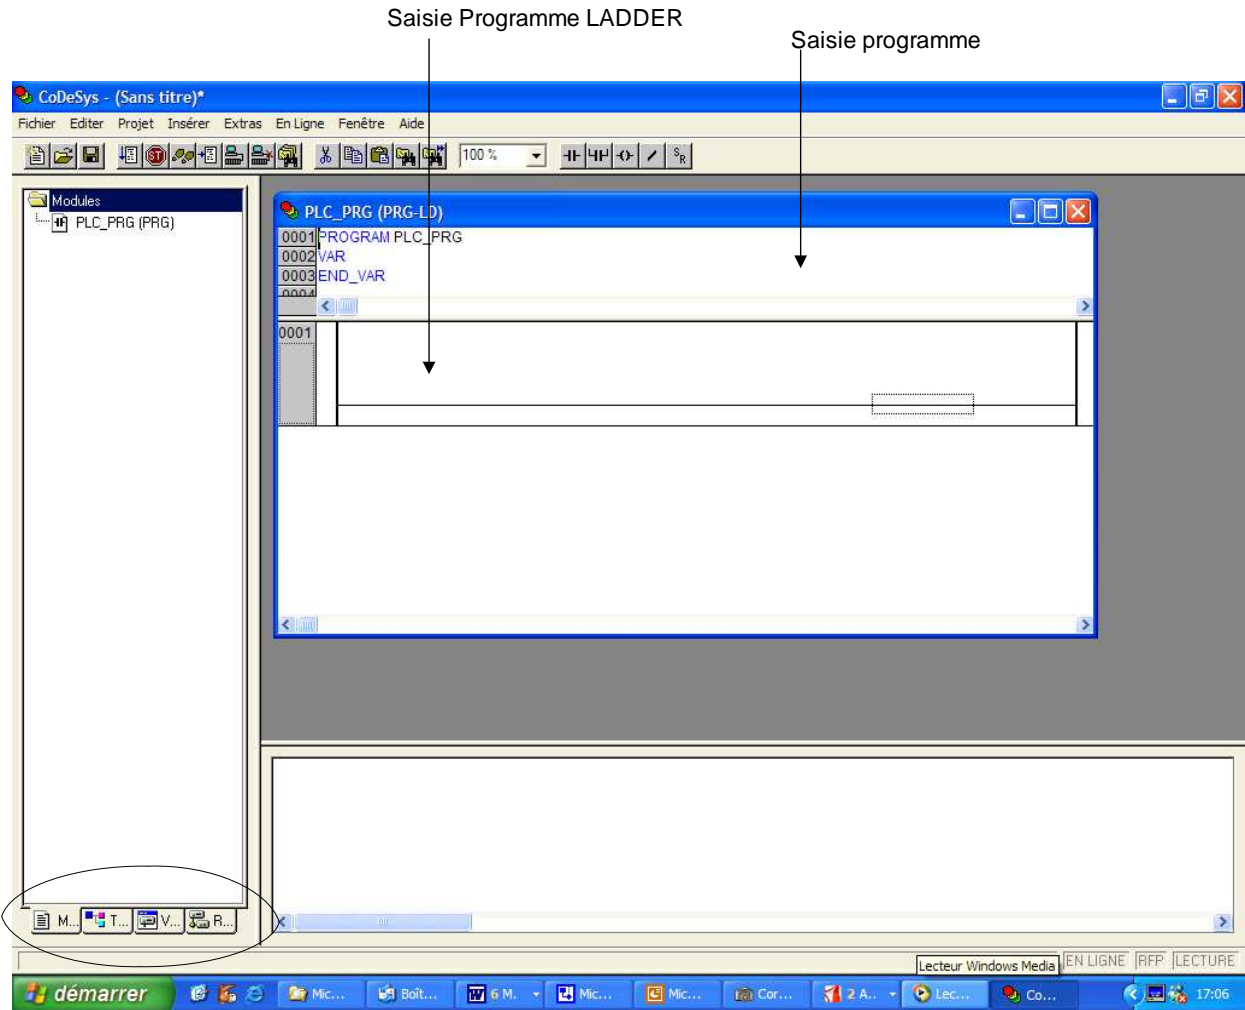 Saisie Programme LADDER
Saisie programme
CoDeSys - (Sans titre)*
Fichier Editer Projet Insérer Extras En Ligne Fenêtre Aide
100 %
S
R
Modules
PLC_PRG (PRG)
PLC_PRG (PRG-LD)
0001 PROGRAM PLC_PRG
0002 VAR
0003 END_VAR
0004
0001
M... T... V... R...
Lecteur Windows Media
EN LIGNE RFP LECTURE
démarrer
Mic... Boît... 6 M. Mic... Mic... Cor... 2 A.. Lec... Co... 17:06